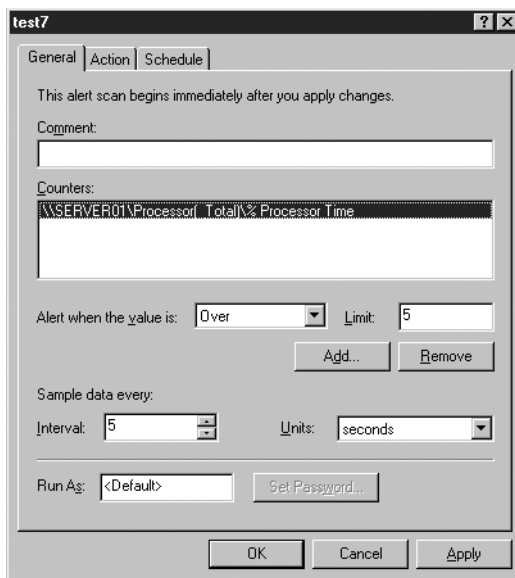 test7
? X
General Action Schedule
This alert scan begins immediately after you apply changes.
Comment:
Counters:
\\SERVER01\Processor(_Total)\% Processor Time
Alert when the value is: Over Limit: 5
Add... Remove
Sample data every:
Interval: 5 Units: seconds
Run As: <Default> Set Password...
OK Cancel Apply